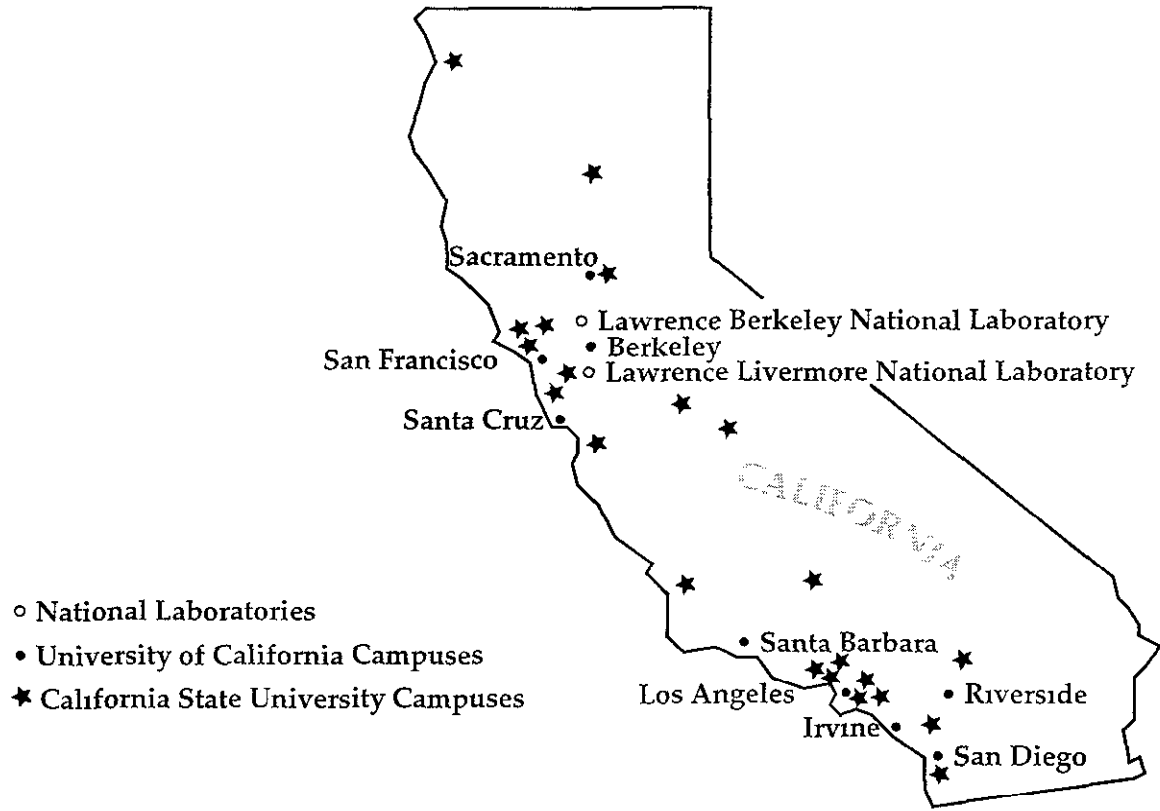 Sacramento
Lawrence Berkeley National Laboratory
Berkeley
San Francisco
Lawrence Livermore National Laboratory
Santa Cruz
CALIFORNIA
National Laboratories
University of California Campuses
California State University Campuses
Santa Barbara
Los Angeles
Riverside
Irvine
San Diego